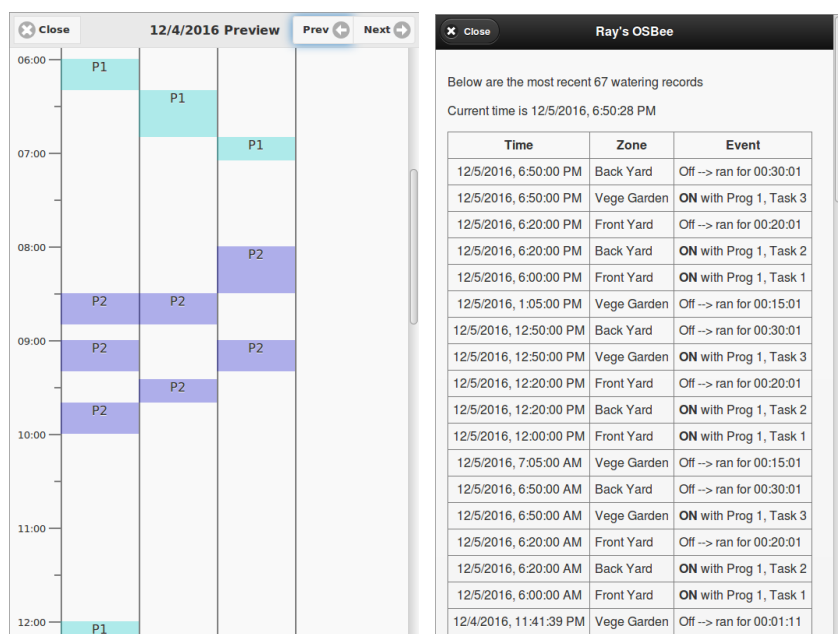 Close 12/4/2016 Preview Prev Next
06:00
P1
P1
P1
07:00
08:00
P2
P2 P2
09:00
P2 P2
P2
P2
10:00
11:00
12:00
P1
Close Ray's OSBee
Below are the most recent 67 watering records
Current time is 12/5/2016, 6:50:28 PM
Time Zone Event
12/5/2016, 6:50:00 PM Back Yard Off --> ran for 00:30:01
12/5/2016, 6:50:00 PM Vege Garden ON with Prog 1, Task 3
12/5/2016, 6:20:00 PM Front Yard Off --> ran for 00:20:01
12/5/2016, 6:20:00 PM Back Yard ON with Prog 1, Task 2
12/5/2016, 6:00:00 PM Front Yard ON with Prog 1, Task 1
12/5/2016, 1:05:00 PM Vege Garden Off --> ran for 00:15:01
12/5/2016, 12:50:00 PM Back Yard Off --> ran for 00:30:01
12/5/2016, 12:50:00 PM Vege Garden ON with Prog 1, Task 3
12/5/2016, 12:20:00 PM Front Yard Off --> ran for 00:20:01
12/5/2016, 12:20:00 PM Back Yard ON with Prog 1, Task 2
12/5/2016, 12:00:00 PM Front Yard ON with Prog 1, Task 1
12/5/2016, 7:05:00 AM Vege Garden Off --> ran for 00:15:01
12/5/2016, 6:50:00 AM Back Yard Off --> ran for 00:30:01
12/5/2016, 6:50:00 AM Vege Garden ON with Prog 1, Task 3
12/5/2016, 6:20:00 AM Front Yard Off --> ran for 00:20:01
12/5/2016, 6:20:00 AM Back Yard ON with Prog 1, Task 2
12/5/2016, 6:00:00 AM Front Yard ON with Prog 1, Task 1
12/4/2016, 11:41:39 PM Vege Garden Off --> ran for 00:01:11